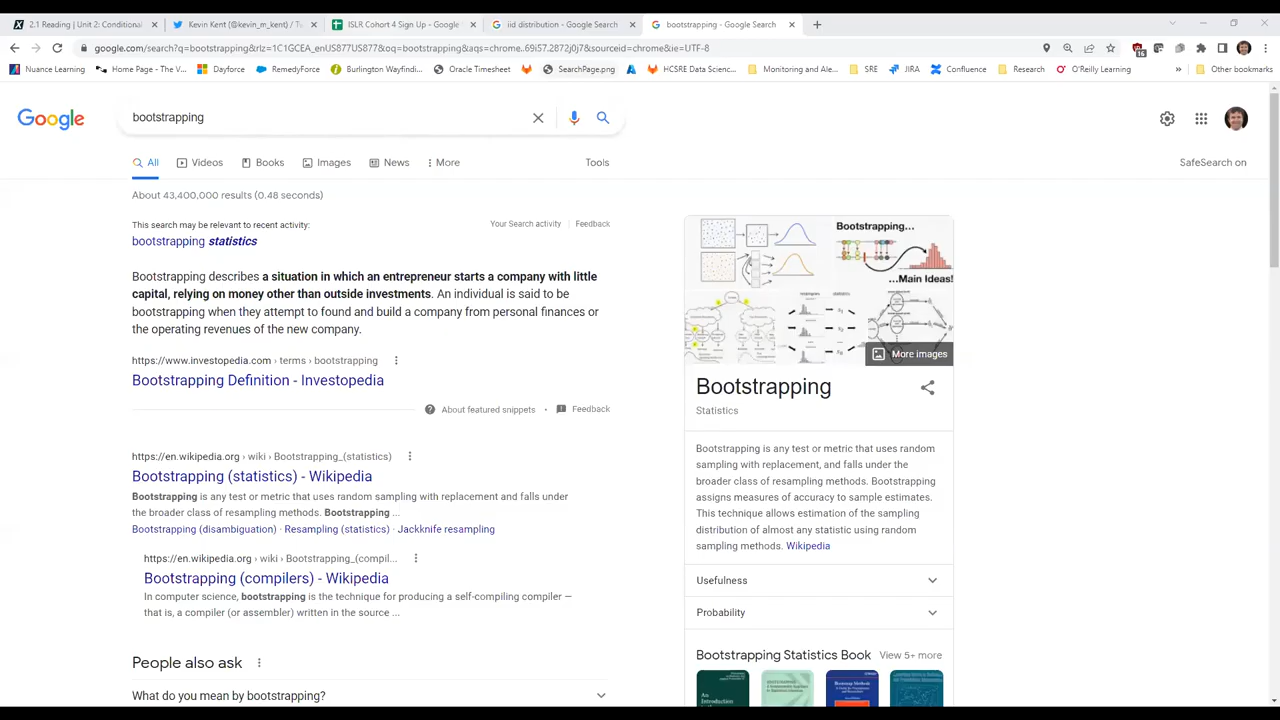 2.1 Reading | Unit 2: Conditional
Kevin Kent (@kevin_m_kent) / Tw
ISLR Cohort 4 Sign Up - Google
iid distribution - Google Search
bootstrapping - Google Search
google.com/search?q=bootstrapping&rlz=1C1GCEA_enUS877US877&oq=bootstrapping&aqs=chrome..69i57.2872j0j7&sourceid=chrome&ie=UTF-8
16
Nuance Learning
Home Page - The V...
Dayforce
RemedyForce
Burlington Wayfindi...
Oracle Timesheet
SearchPage.png
HCSRE Data Scienc...
Monitoring and Ale...
SRE
JIRA
Confluence
Research
O'Reilly Learning
»
Other bookmarks
Google
bootstrapping
All
Videos
Books
Images
News
More
Tools
SafeSearch on
About 43,400,000 results (0.48 seconds)
This search may be relevant to recent activity:
Your Search activity
Feedback
bootstrapping statistics
Bootstrapping describes a situation in which an entrepreneur starts a company with little
capital, relying on money other than outside investments. An individual is said to be
bootstrapping when they attempt to found and build a company from personal finances or
the operating revenues of the new company.
https://www.investopedia.com › terms › bootstrapping
Bootstrapping Definition - Investopedia
About featured snippets • Feedback
https://en.wikipedia.org › wiki › Bootstrapping_(statistics)
Bootstrapping (statistics) - Wikipedia
Bootstrapping is any test or metric that uses random sampling with replacement and falls under
the broader class of resampling methods. Bootstrapping ...
Bootstrapping (disambiguation) · Resampling (statistics) · Jackknife resampling
https://en.wikipedia.org › wiki › Bootstrapping_(compil...
Bootstrapping (compilers) - Wikipedia
In computer science, bootstrapping is the technique for producing a self-compiling compiler —
that is, a compiler (or assembler) written in the source ...
People also ask
do you mean by bootstrapping?
Bootstrapping...
...Main Ideas!
More images
Bootstrapping
Statistics
Bootstrapping is any test or metric that uses random
sampling with replacement, and falls under the
broader class of resampling methods. Bootstrapping
assigns measures of accuracy to sample estimates.
This technique allows estimation of the sampling
distribution of almost any statistic using random
sampling methods. Wikipedia
Usefulness
Probability
Bootstrapping Statistics Book
View 5+ more
An